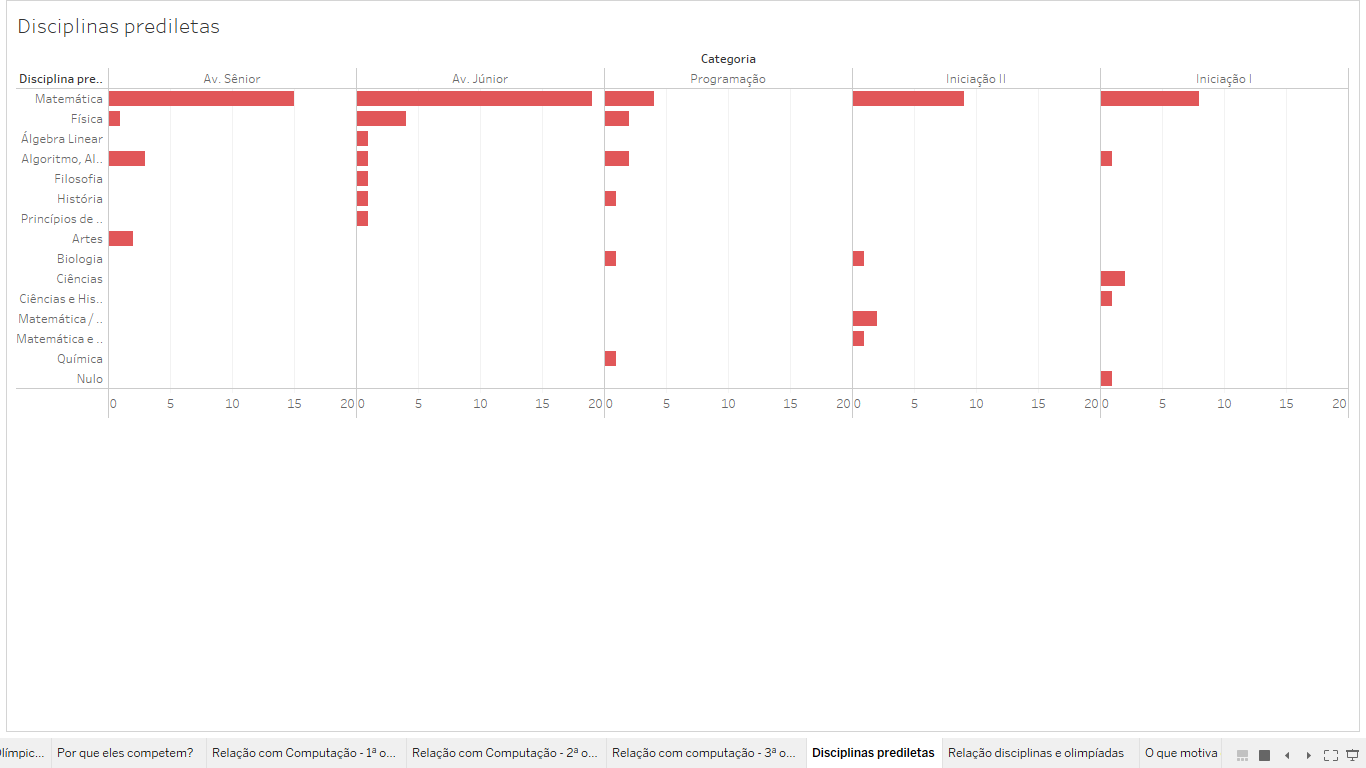 Disciplinas prediletas
Categoria
Disciplina pre.. Av. Sênior Av. Júnior Programação Iniciação II Iniciação I
Matemática
Física
Álgebra Linear
Algoritmo, Al..
Filosofia
História
Princípios de ..
Artes
Biologia
Ciências
Ciências e His..
Matemática / ..
Matemática e ..
Química
Nulo
0 5 10 15 20 0 5 10 15 20 0 5 10 15 20 0 5 10 15 20 0 5 10 15 20
Olímpic... Por que eles competem? Relação com Computação - 1ª o... Relação com Computação - 2ª o... Relação com computação - 3ª o... Disciplinas prediletas Relação disciplinas e olimpíadas O que motiva